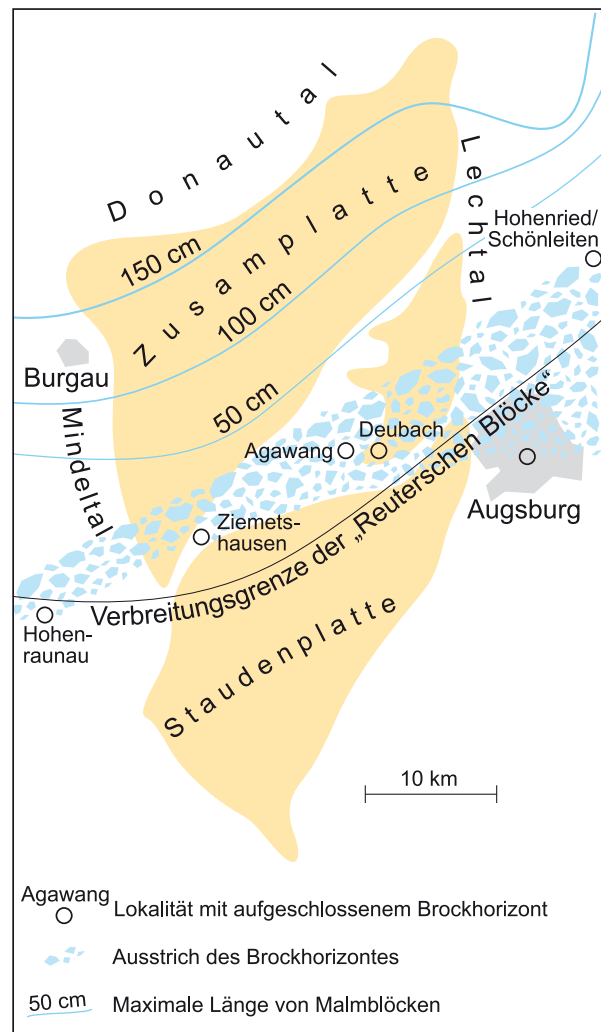 Donautal
Lechtal
Hohenried/
Schönleiten
Zusamplatte
150 cm
100 cm
50 cm
Burgau
Mindeltal
Agawang
Deubach
Augsburg
Ziemets-
hausen
Verbreitungsgrenze der „Reuterschen Blöcke“
Hohen-
raunau
Staudenplatte
10 km
Agawang
Lokalität mit aufgeschlossenem Brockhorizont
Ausstrich des Brockhorizontes
50 cm
Maximale Länge von Malmblöcken